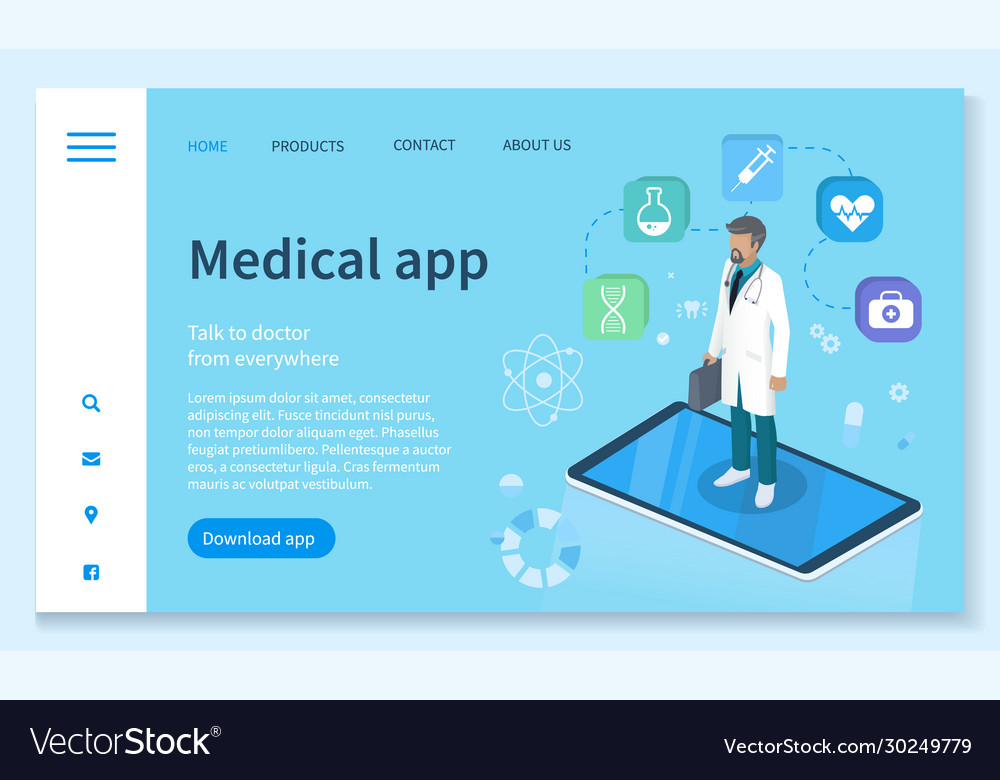 HOME PRODUCTS CONTACT ABOUT US
Medical app
Talk to doctor
from everywhere
Lorem ipsum dolor sit amet, consectetur
adipiscing elit. Fusce tincidunt nisl purus,
non tempor dolor aliquam eget. Phasellus
feugiat pretiumlibero. Pellentesque a auctor
eros, a consectetur ligula. Cras fermentum
mauris ac volutpat vestibulum.
Download app
VectorStock®
VectorStock.com/30249779